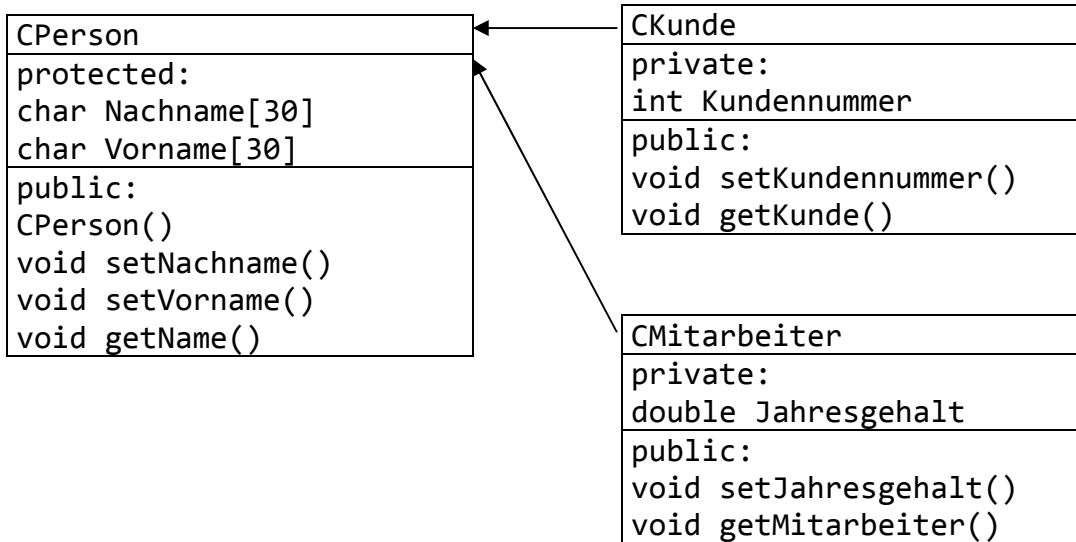 CPerson
protected:
char Nachname[30]
char Vorname[30]
public:
CPerson()
void setNachname()
void setVorname()
void getName()
CKunde
private:
int Kundennummer
public:
void setKundennummer()
void getKunde()
CMitarbeiter
private:
double Jahresgehalt
public:
void setJahresgehalt()
void getMitarbeiter()